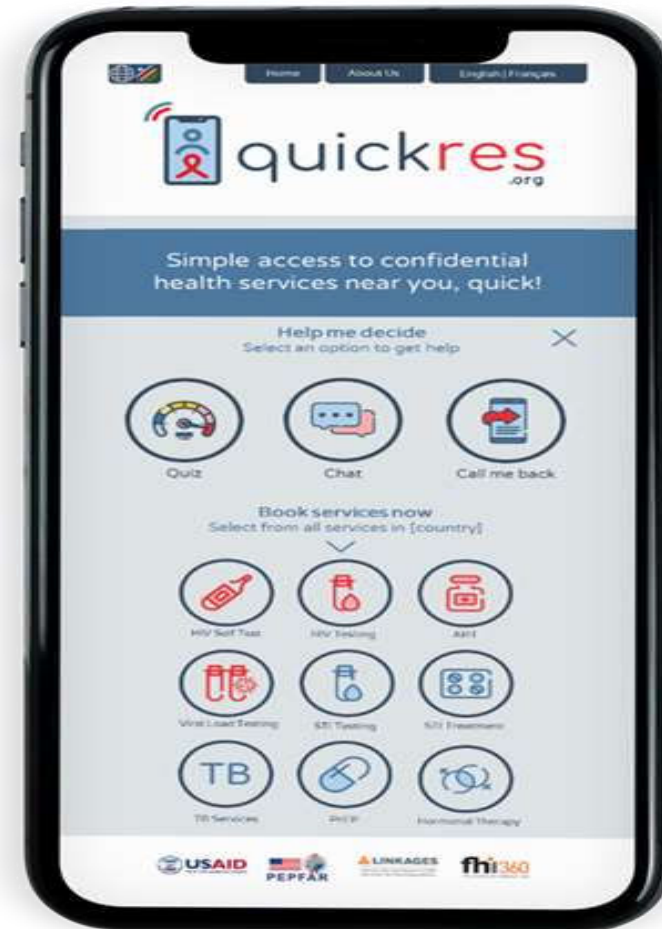 Home About Us English | Français
quickres
.org
Simple access to confidential
health services near you, quick!
Help me decide
Select an option to get help
Quiz Chat Call me back
Book services now
Select from all services in [country]
HIV Self Test HIV Testing ART
Viral Load Testing STI Testing STI Treatment
TB
TB Services PrEP Hormonal Therapy
USAID PEPFAR LINKAGES fhi360